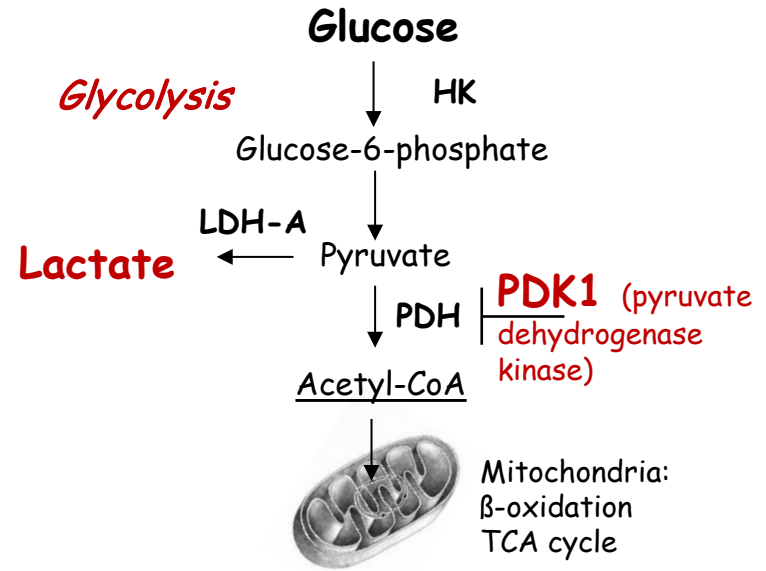 Glucose
Glycolysis
HK
Glucose-6-phosphate
LDH-A
Lactate
Pyruvate
PDH
PDK1 (pyruvate
dehydrogenase
kinase)
Acetyl-CoA
Mitochondria:
ß-oxidation
TCA cycle